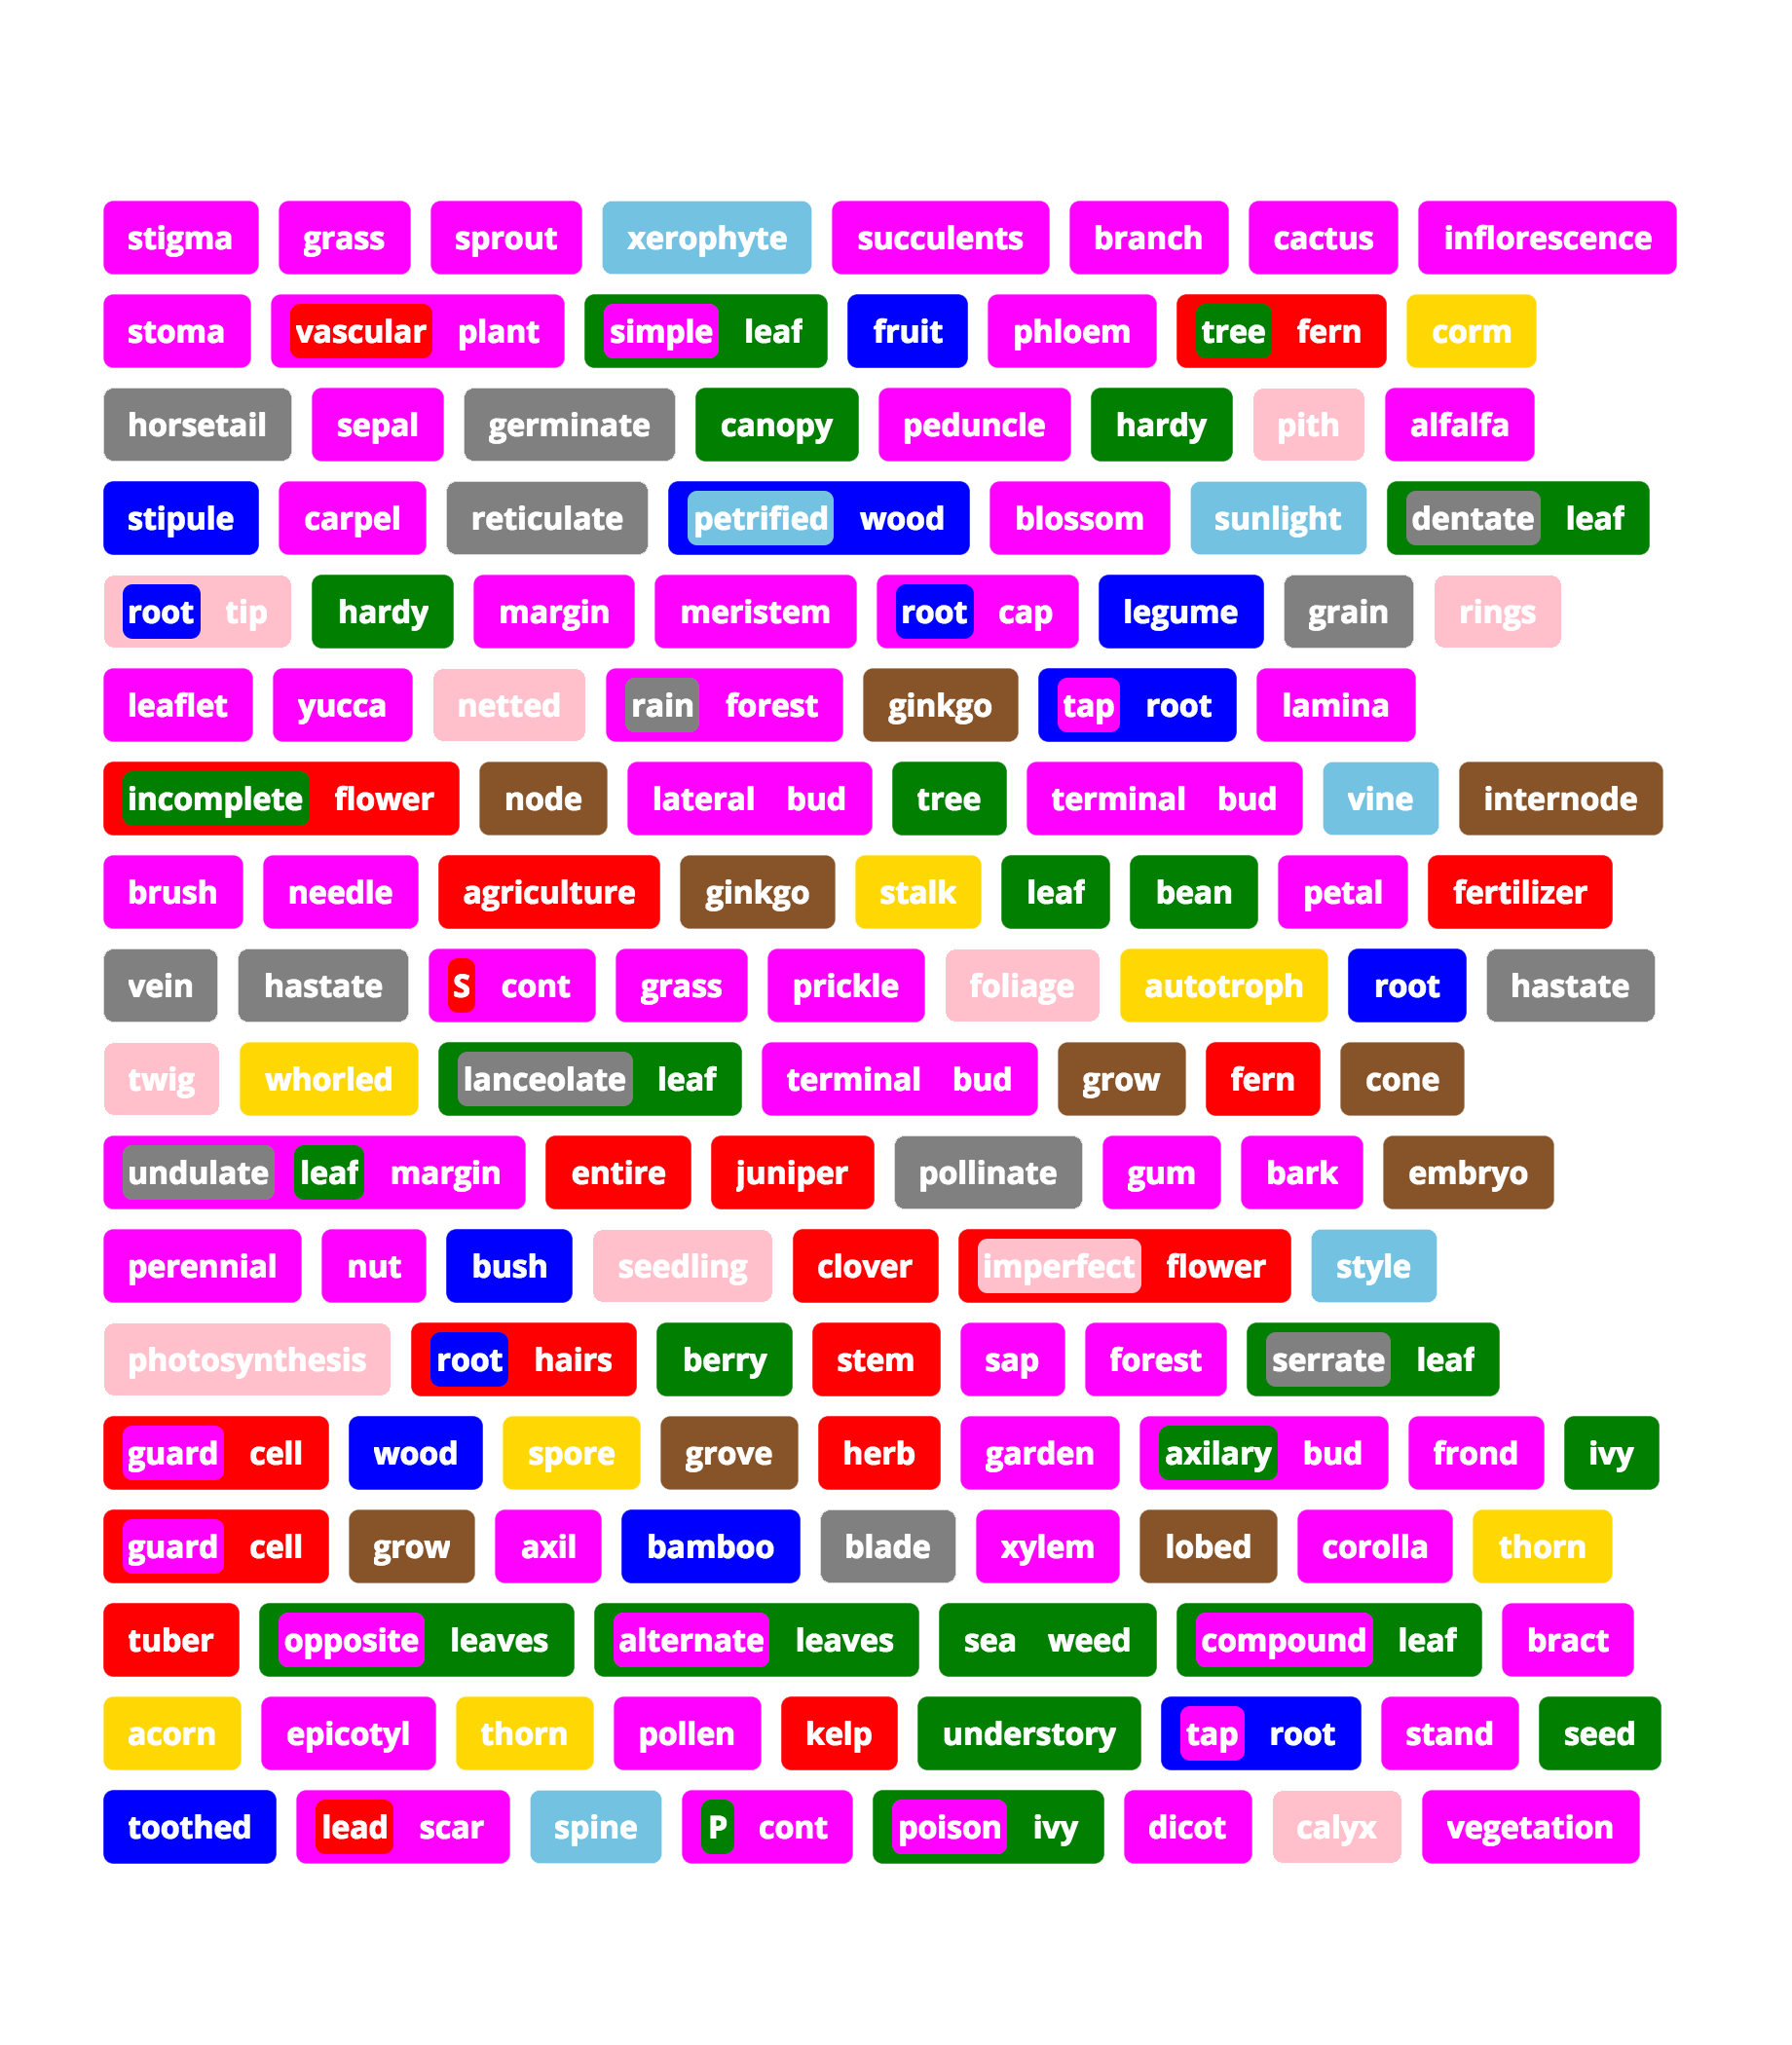 stigma grass sprout xerophyte succulents branch cactus inflorescence
stoma vascular plant simple leaf fruit phloem tree fern corm
horsetail sepal germinate canopy peduncle hardy pith alfalfa
stipule carpel reticulate petrified wood blossom sunlight dentate leaf
root tip hardy margin meristem root cap legume grain rings
leaflet yucca netted rain forest ginkgo tap root lamina
incomplete flower node lateral bud tree terminal bud vine internode
brush needle agriculture ginkgo stalk leaf bean petal fertilizer
vein hastate S cont grass prickle foliage autotroph root hastate
twig whorled lanceolate leaf terminal bud grow fern cone
undulate leaf margin entire juniper pollinate gum bark embryo
perennial nut bush seedling clover imperfect flower style
photosynthesis root hairs berry stem sap forest serrate leaf
guard cell wood spore grove herb garden axilary bud frond ivy
guard cell grow axil bamboo blade xylem lobed corolla thorn
tuber opposite leaves alternate leaves sea weed compound leaf bract
acorn epicotyl thorn pollen kelp understory tap root stand seed
toothed lead scar spine P cont poison ivy dicot calyx vegetation